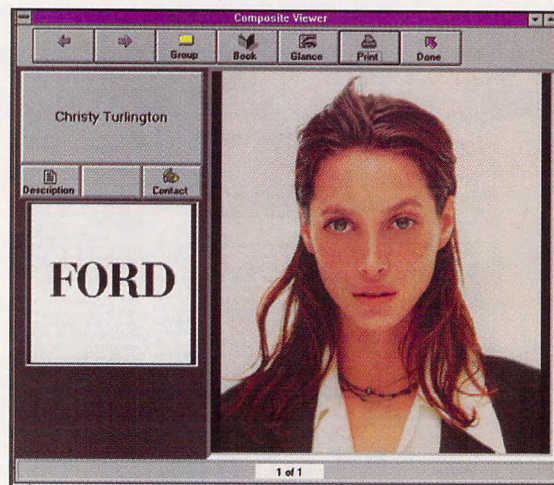 Composite Viewer
Group Book Glance Print Done
Christy Turlington
Description Contact
FORD
1 of 1